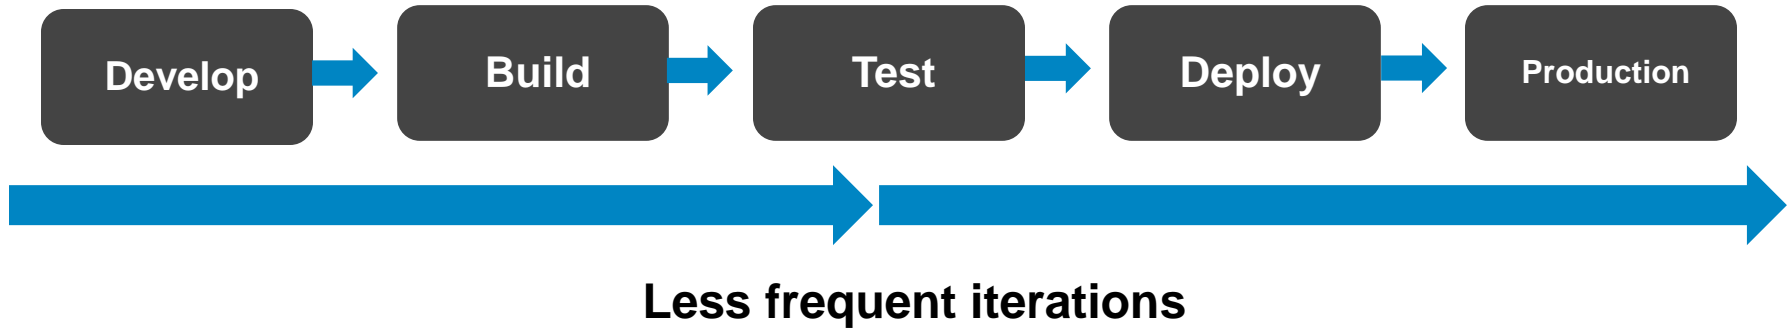 Develop
Build
Test
Deploy
Production
Less frequent iterations